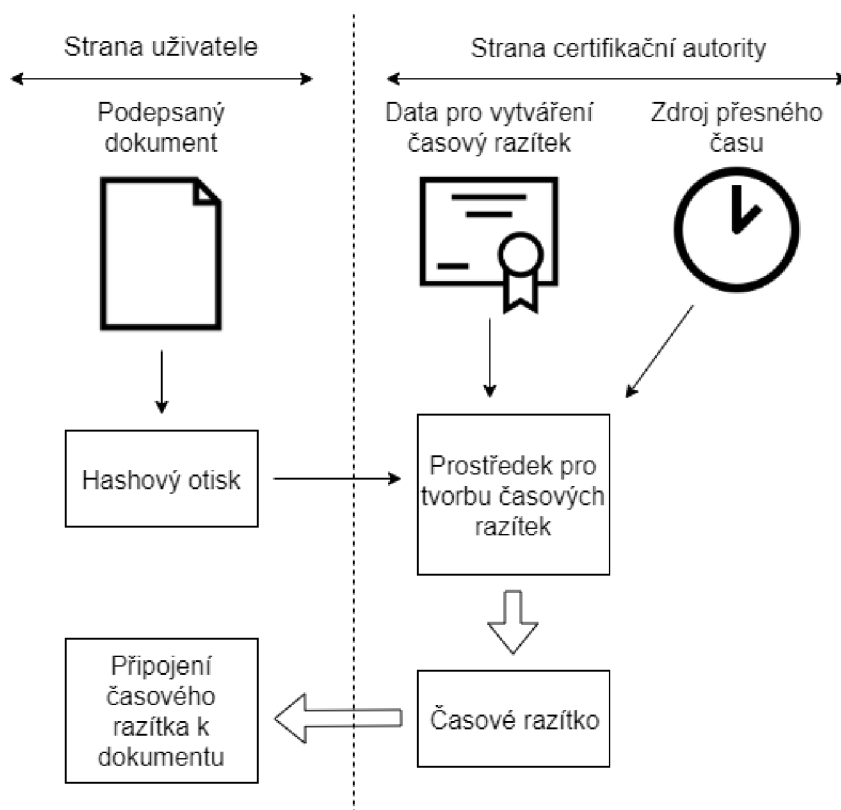 Strana uživatele
Strana certifikační autority
Podepsaný
dokument
Data pro vytváření
časový razítek
Zdroj přesného
času
Hashový otisk
Prostředek pro
tvorbu časových
razítek
Připojení
časového
razítka k
dokumentu
Časové razítko